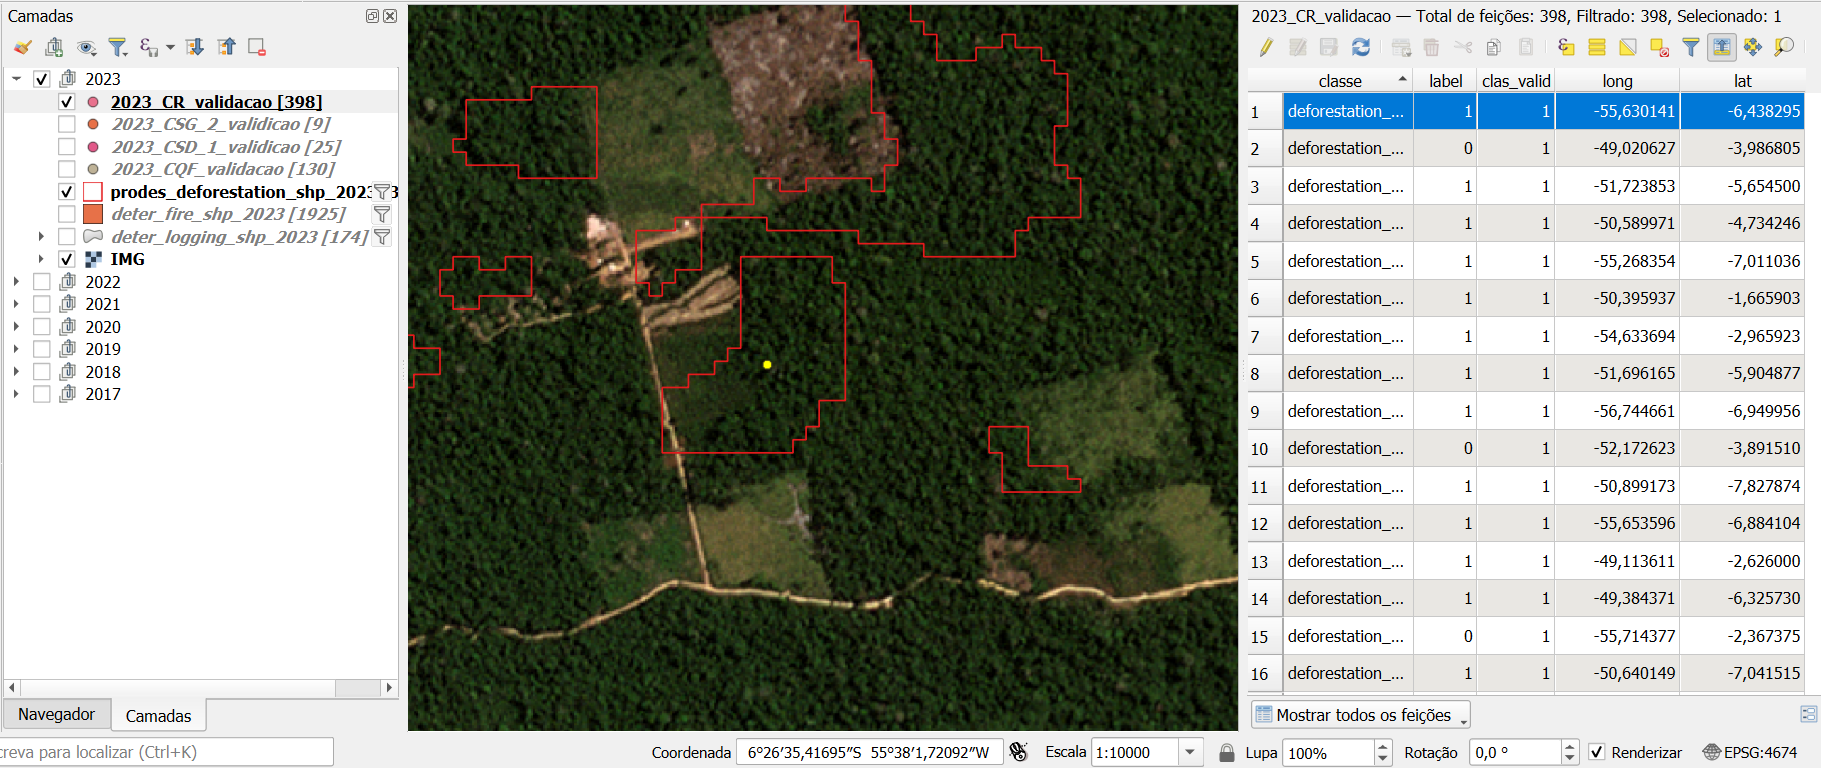 Camadas
2023
2023_CR_validacao [398]
2023_CSG_2_validicao [9]
2023_CSD_1_validicao [25]
2023_CQF_validacao [130]
prodes_deforestation_shp_202
3
deter_fire_shp_2023 [1925]
deter_logging_shp_2023 [174]
IMG
2022
2021
2020
2019
2018
2017
Navegador
Camadas
creva para localizar (Ctrl+K)
2023_CR_validacao — Total de feições: 398, Filtrado: 398, Selecionado: 1
classe label clas_valid long lat
1 deforestation_... 1 1 -55,630141 -6,438295
2 deforestation_... 0 1 -49,020627 -3,986805
3 deforestation_... 1 1 -51,723853 -5,654500
4 deforestation_... 1 1 -50,589971 -4,734246
5 deforestation_... 1 1 -55,268354 -7,011036
6 deforestation_... 1 1 -50,395937 -1,665903
7 deforestation_... 1 1 -54,633694 -2,965923
8 deforestation_... 1 1 -51,696165 -5,904877
9 deforestation_... 1 1 -56,744661 -6,949956
10 deforestation_... 0 1 -52,172623 -3,891510
11 deforestation_... 1 1 -50,899173 -7,827874
12 deforestation_... 1 1 -55,653596 -6,884104
13 deforestation_... 1 1 -49,113611 -2,626000
14 deforestation_... 1 1 -49,384371 -6,325730
15 deforestation_... 0 1 -55,714377 -2,367375
16 deforestation_... 1 1 -50,640149 -7,041515
Mostrar todos os feições
Coordenada 6°26′35,41695″S 55°38′1,72092″W Escala 1:10000 Lupa 100% Rotação 0,0 ° Renderizar EPSG:4674